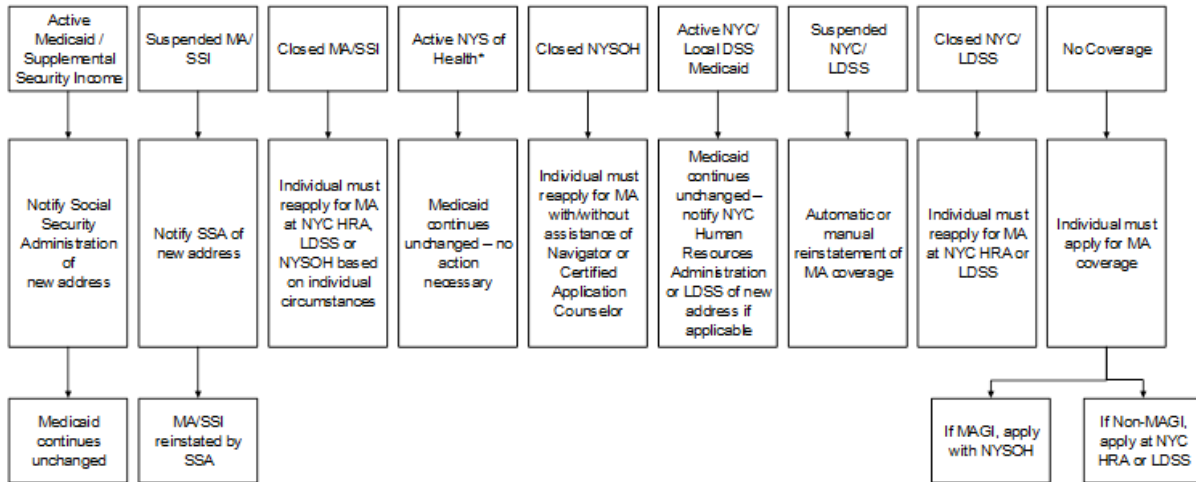 Active
Medicaid /
Supplemental
Security Income
Suspended MA/
SSI
Closed MA/SSI
Active NYS of
Health*
Closed NYSOH
Active NYC/
Local DSS
Medicaid
Suspended
NYC/
LDSS
Closed NYC/
LDSS
No Coverage
Notify Social
Security
Administration
of
new address
Notify SSA of
new address
Individual must
reapply for MA
at NYC HRA,
LDSS or
NYSOH based
on individual
circumstances
Medicaid
continues
unchanged – no
action
necessary
Individual must
reapply for MA
with/without
assistance of
Navigator or
Certified
Application
Counselor
Medicaid
continues
unchanged –
notify NYC
Human
Resources
Administration
or LDSS of new
address if
applicable
Automatic or
manual
reinstatement of
MA coverage
Individual must
reapply for MA
at NYC HRA or
LDSS
Individual must
apply for MA
coverage
Medicaid
continues
unchanged
MA/SSI
reinstated by
SSA
If MAGI, apply
with NYSOH
If Non-MAGI,
apply at NYC
HRA or LDSS